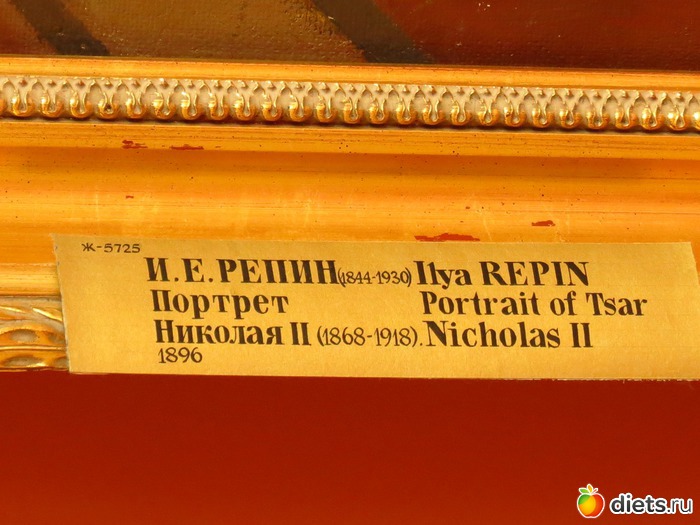 Ж-5725
И.Е.РЕПИН(1844-1930) Ilya REPIN
Портрет Portrait of Tsar
Николая II (1868-1918). Nicholas II
1896
diets.ru